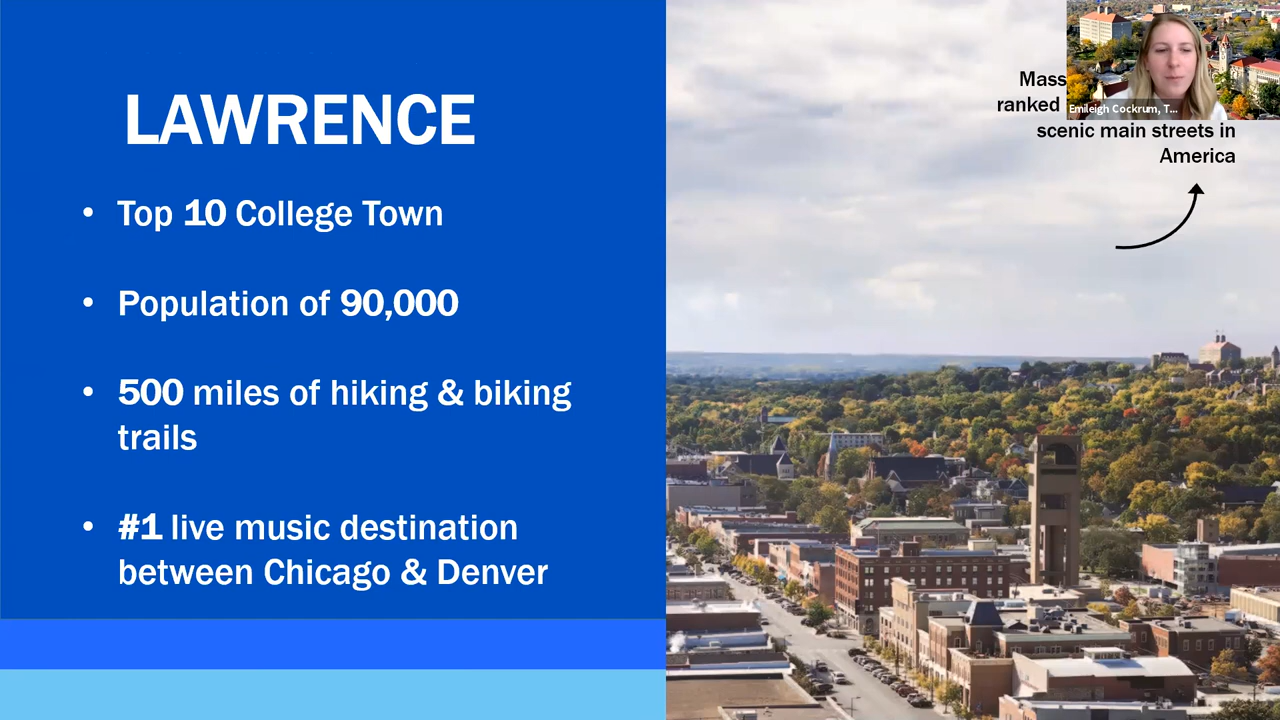 LAWRENCE
• Top 10 College Town
• Population of 90,000
• 500 miles of hiking & biking
trails
• #1 live music destination
between Chicago & Denver
Mass
ranked
scenic main streets in
America
Emileigh Cockrum, T...